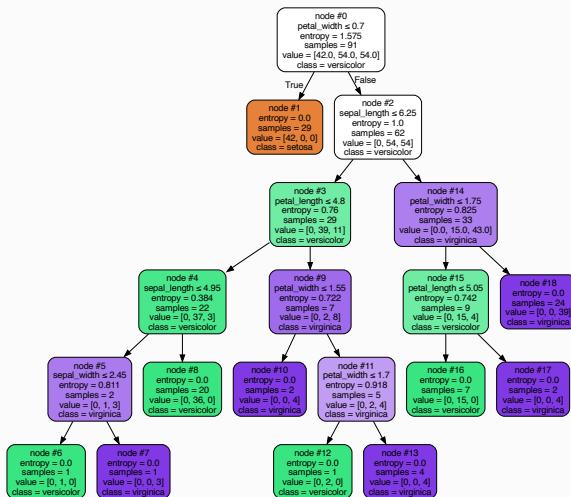 node #0
petal_width ≤ 0.7
entropy = 1.575
samples = 91
value = [42.0, 54.0, 54.0]
class = versicolor
True
False
node #1
entropy = 0.0
samples = 29
value = [42, 0, 0]
class = setosa
node #2
sepal_length ≤ 6.25
entropy = 1.0
samples = 62
value = [0, 54, 54]
class = versicolor
node #3
petal_length ≤ 4.8
entropy = 0.76
samples = 29
value = [0, 39, 11]
class = versicolor
node #14
petal_width ≤ 1.75
entropy = 0.825
samples = 33
value = [0.0, 15.0, 43.0]
class = virginica
node #4
sepal_length ≤ 4.95
entropy = 0.384
samples = 22
value = [0, 37, 3]
class = versicolor
node #9
petal_width ≤ 1.55
entropy = 0.722
samples = 7
value = [0, 2, 8]
class = virginica
node #15
petal_length ≤ 5.05
entropy = 0.742
samples = 9
value = [0, 15, 4]
class = versicolor
node #18
entropy = 0.0
samples = 24
value = [0, 0, 39]
class = virginica
node #5
sepal_width ≤ 2.45
entropy = 0.811
samples = 2
value = [0, 1, 3]
class = virginica
node #8
entropy = 0.0
samples = 20
value = [0, 36, 0]
class = versicolor
node #10
entropy = 0.0
samples = 2
value = [0, 0, 4]
class = virginica
node #11
petal_width ≤ 1.7
entropy = 0.918
samples = 5
value = [0, 2, 4]
class = virginica
node #16
entropy = 0.0
samples = 7
value = [0, 15, 0]
class = versicolor
node #17
entropy = 0.0
samples = 2
value = [0, 0, 4]
class = virginica
node #6
entropy = 0.0
samples = 1
value = [0, 1, 0]
class = versicolor
node #7
entropy = 0.0
samples = 1
value = [0, 0, 3]
class = virginica
node #12
entropy = 0.0
samples = 1
value = [0, 2, 0]
class = versicolor
node #13
entropy = 0.0
samples = 4
value = [0, 0, 4]
class = virginica